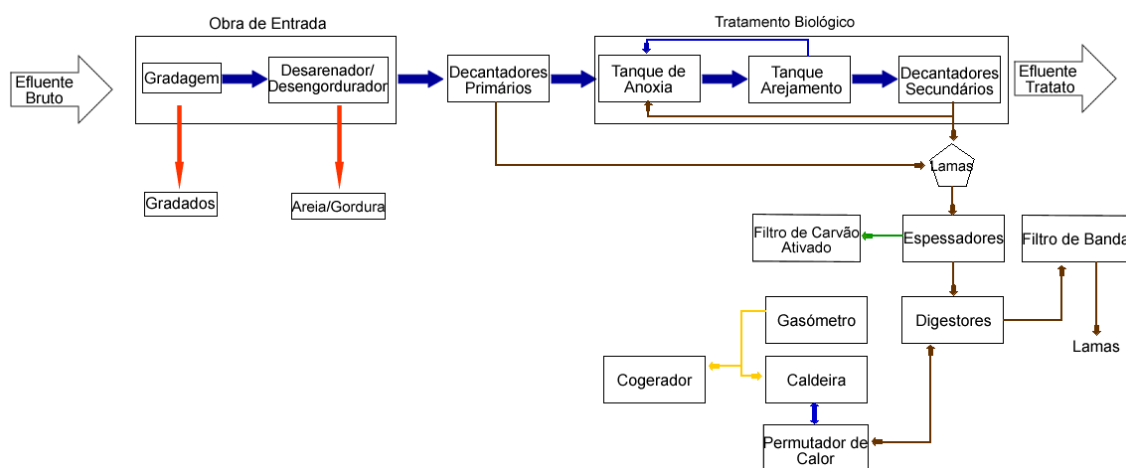 Obra de Entrada
Tratamento Biológico
Efluente
Bruto
Gradagem
Desarenador/
Desengordurador
Decantadores
Primários
Tanque de
Anoxia
Tanque
Arejamento
Decantadores
Secundários
Efluente
Tratato
Lamas
Gradados
Areia/Gordura
Filtro de Carvão
Ativado
Espessadores
Filtro de Banda
Gasómetro
Digestores
Lamas
Cogerador
Caldeira
Permutador de
Calor